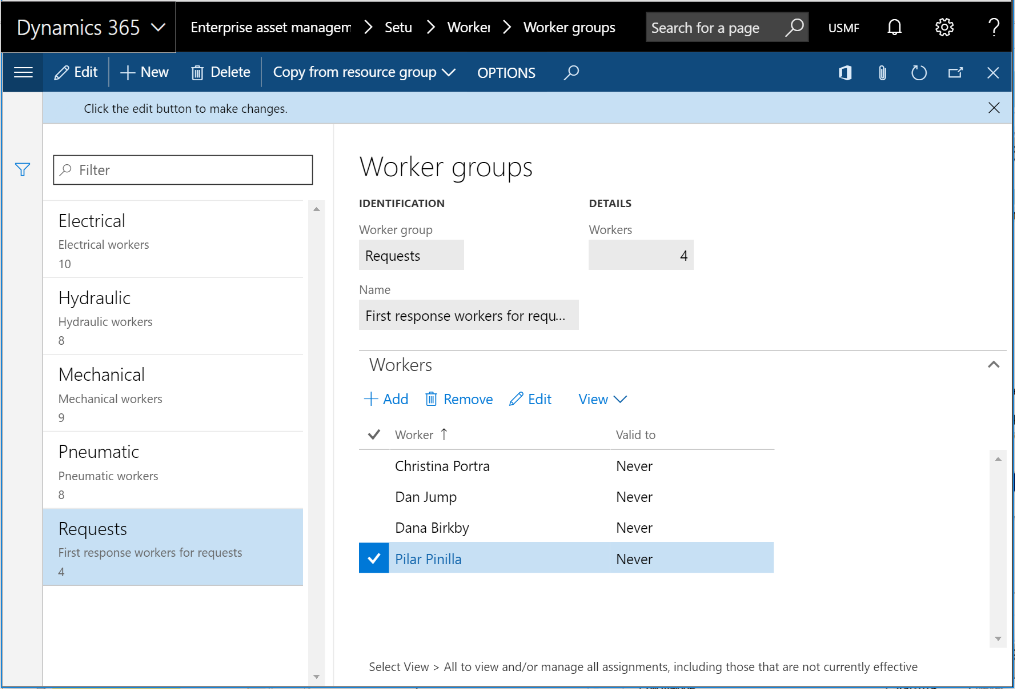 Dynamics 365 Enterprise asset managem Setu Worker Worker groups Search for a page USMF ?
Edit New Delete Copy from resource group OPTIONS
Click the edit button to make changes.
Filter
Electrical
Electrical workers
10
Hydraulic
Hydraulic workers
8
Mechanical
Mechanical workers
9
Pneumatic
Pneumatic workers
8
Requests
First response workers for requests
4
Worker groups
IDENTIFICATION DETAILS
Worker group Workers
Requests 4
Name
First response workers for requ...
Workers
Add Remove Edit View
Worker ↑ Valid to
Christina Portra Never
Dan Jump Never
Dana Birkby Never
Pilar Pinilla Never
Select View > All to view and/or manage all assignments, including those that are not currently effective